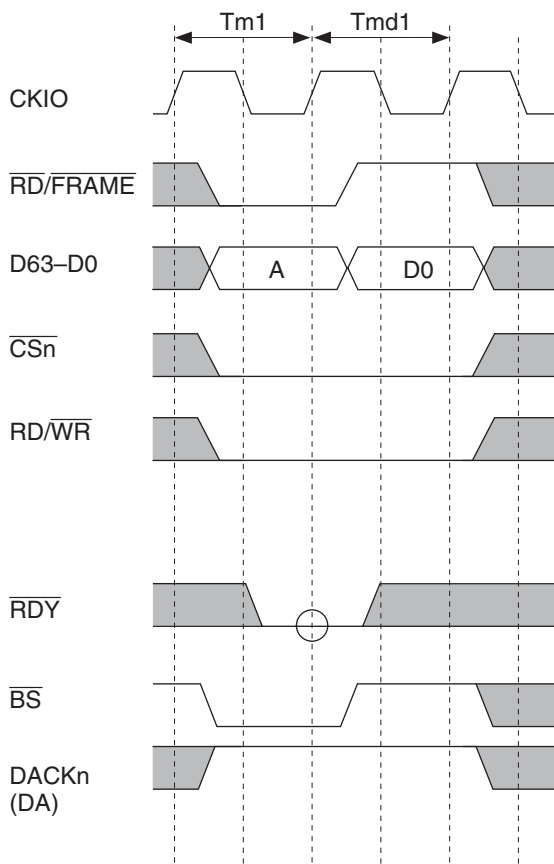 Tm1 Tmd1
CKIO
RD/FRAME
D63–D0 A D0
CSn
RD/WR
RDY
BS
DACKn
(DA)